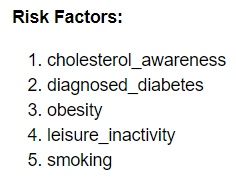 Risk Factors:
1. cholesterol_awareness
2. diagnosed_diabetes
3. obesity
4. leisure_inactivity
5. smoking